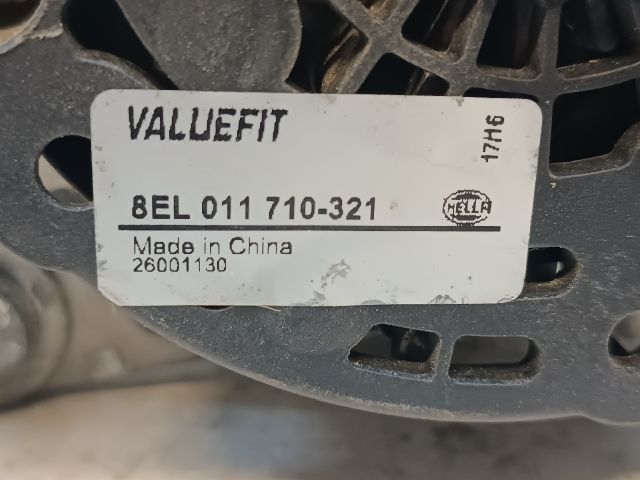 VALUEFIT
17H6
8EL 011 710-321
HELLA
Made in China
26001130